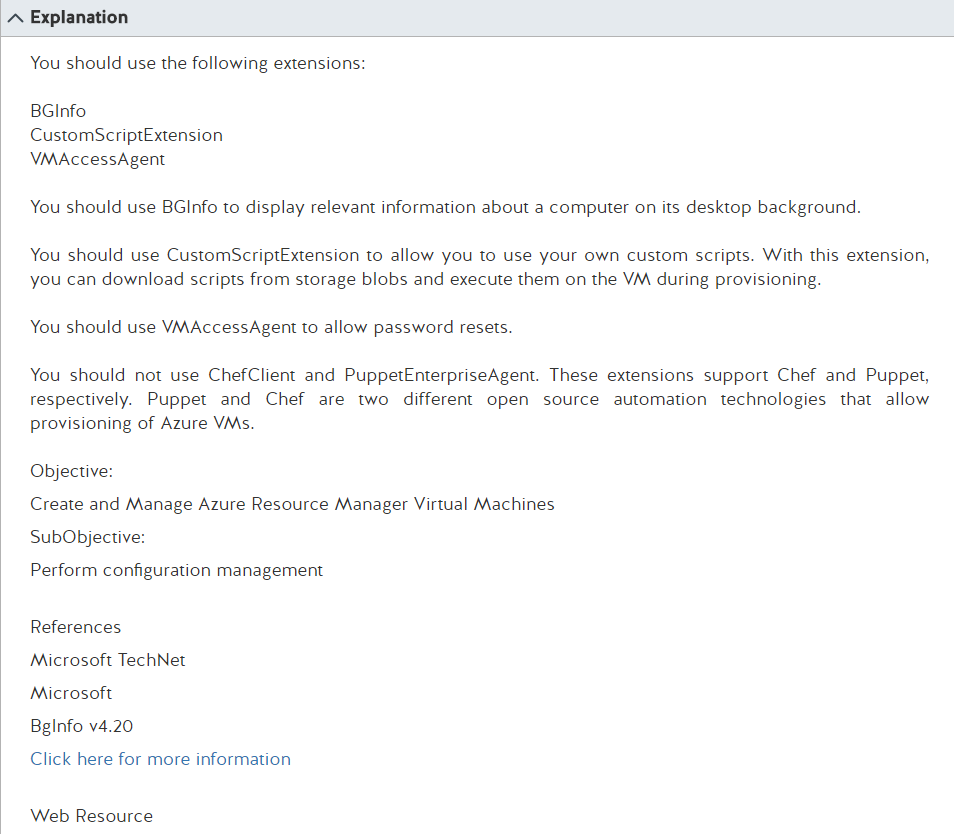 Explanation
You should use the following extensions:
BGInfo
CustomScriptExtension
VMAccessAgent
You should use BGInfo to display relevant information about a computer on its desktop background.
You should use CustomScriptExtension to allow you to use your own custom scripts. With this extension,
you can download scripts from storage blobs and execute them on the VM during provisioning.
You should use VMAccessAgent to allow password resets.
You should not use ChefClient and PuppetEnterpriseAgent. These extensions support Chef and Puppet,
respectively. Puppet and Chef are two different open source automation technologies that allow
provisioning of Azure VMs.
Objective:
Create and Manage Azure Resource Manager Virtual Machines
SubObjective:
Perform configuration management
References
Microsoft TechNet
Microsoft
BgInfo v4.20
Click here for more information
Web Resource